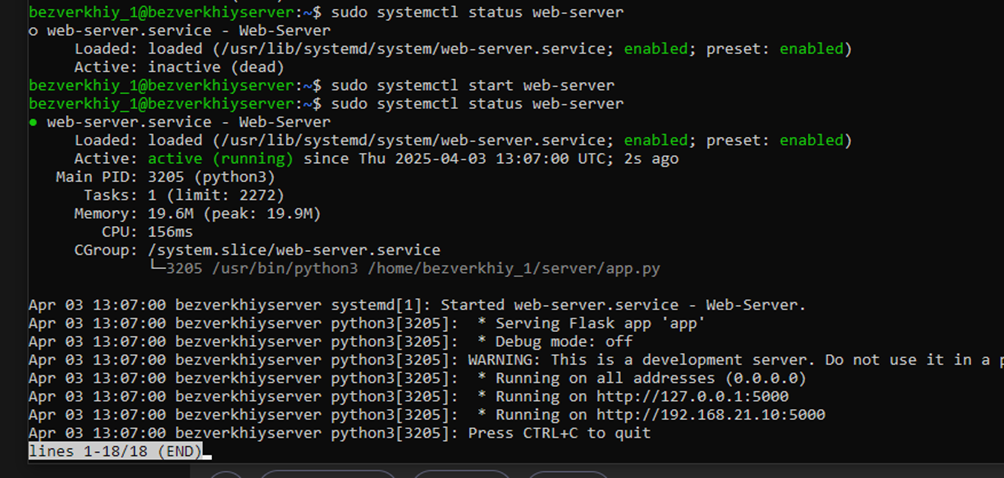 bezverkhiy_1@bezverkhiyserver:~$ sudo systemctl status web-server
○ web-server.service - Web-Server
     Loaded: loaded (/usr/lib/systemd/system/web-server.service; enabled; preset: enabled)
     Active: inactive (dead)
bezverkhiy_1@bezverkhiyserver:~$ sudo systemctl start web-server
bezverkhiy_1@bezverkhiyserver:~$ sudo systemctl status web-server
● web-server.service - Web-Server
     Loaded: loaded (/usr/lib/systemd/system/web-server.service; enabled; preset: enabled)
     Active: active (running) since Thu 2025-04-03 13:07:00 UTC; 2s ago
   Main PID: 3205 (python3)
      Tasks: 1 (limit: 2272)
     Memory: 19.6M (peak: 19.9M)
        CPU: 156ms
     CGroup: /system.slice/web-server.service
             └─3205 /usr/bin/python3 /home/bezverkhiy_1/server/app.py
Apr 03 13:07:00 bezverkhiyserver systemd[1]: Started web-server.service - Web-Server.
Apr 03 13:07:00 bezverkhiyserver python3[3205]:  * Serving Flask app 'app'
Apr 03 13:07:00 bezverkhiyserver python3[3205]:  * Debug mode: off
Apr 03 13:07:00 bezverkhiyserver python3[3205]: WARNING: This is a development server. Do not use it in a
Apr 03 13:07:00 bezverkhiyserver python3[3205]:  * Running on all addresses (0.0.0.0)
Apr 03 13:07:00 bezverkhiyserver python3[3205]:  * Running on http://127.0.0.1:5000
Apr 03 13:07:00 bezverkhiyserver python3[3205]:  * Running on http://192.168.21.10:5000
Apr 03 13:07:00 bezverkhiyserver python3[3205]: Press CTRL+C to quit
lines 1-18/18 (END)